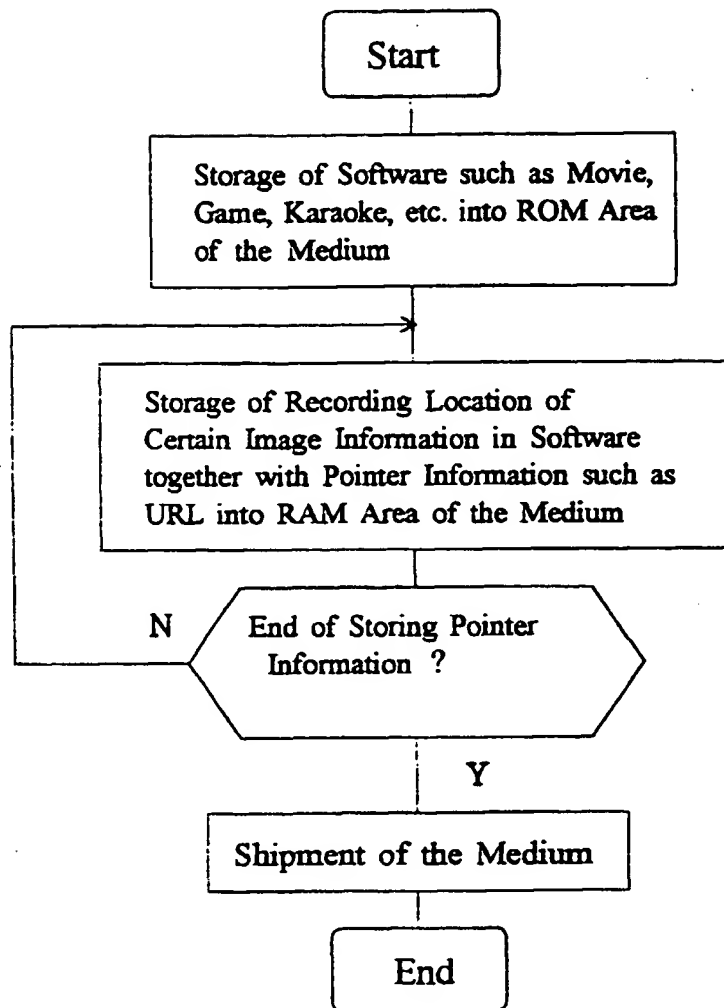 Start
Storage of Software such as Movie,
Game, Karaoke, etc. into ROM Area
of the Medium
Storage of Recording Location of
Certain Image Information in Software
together with Pointer Information such as
URL into RAM Area of the Medium
N
End of Storing Pointer
Information ?
Y
Shipment of the Medium
End